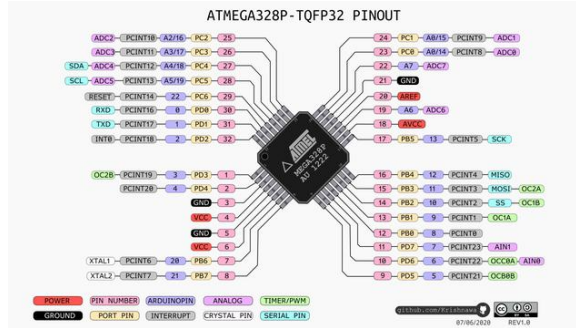 ATMEGA328P-TQFP32 PINOUT
ADC2 PCINT10 A2/16 PC2 25
ADC3 PCINT11 A3/17 PC3 26
SDA ADC4 PCINT12 A4/18 PC4 27
SCL ADC5 PCINT13 A5/19 PC5 28
RESET PCINT14 22 PC6 29
RXD PCINT16 0 PD0 30
TXD PCINT17 1 PD1 31
INT0 PCINT18 2 PD2 32
24 PC1 A0/15 PCINT9 ADC1
23 PC0 A0/14 PCINT8 ADC0
22 A7 ADC7
21 GND
20 AREF
19 A6 ADC6
18 AVCC
17 PB5 13 PCINT5 SCK
ATMEL
MEGA328P
AU 1222
OC2B PCINT19 3 PD3 1
PCINT20 4 PD4 2
GND 3
VCC 4
GND 5
VCC 6
XTAL1 PCINT6 20 PB6 7
XTAL2 PCINT7 21 PB7 8
16 PB4 12 PCINT4 MISO
15 PB3 11 PCINT3 MOSI OC2A
14 PB2 10 PCINT2 SS OC1B
13 PB1 9 PCINT1 OC1A
12 PB0 8 PCINT0
11 PD7 7 PCINT23 AIN1
10 PD6 6 PCINT22 OC0A AIN0
9 PD5 5 PCINT21 OC0B
POWER PIN NUMBER ARDUINOPIN ANALOG TIMER/PWM
GROUND PORT PIN INTERRUPT CRYSTAL PIN SERIAL PIN
github.com/Krishnawa
07/06/2020 REV1.0